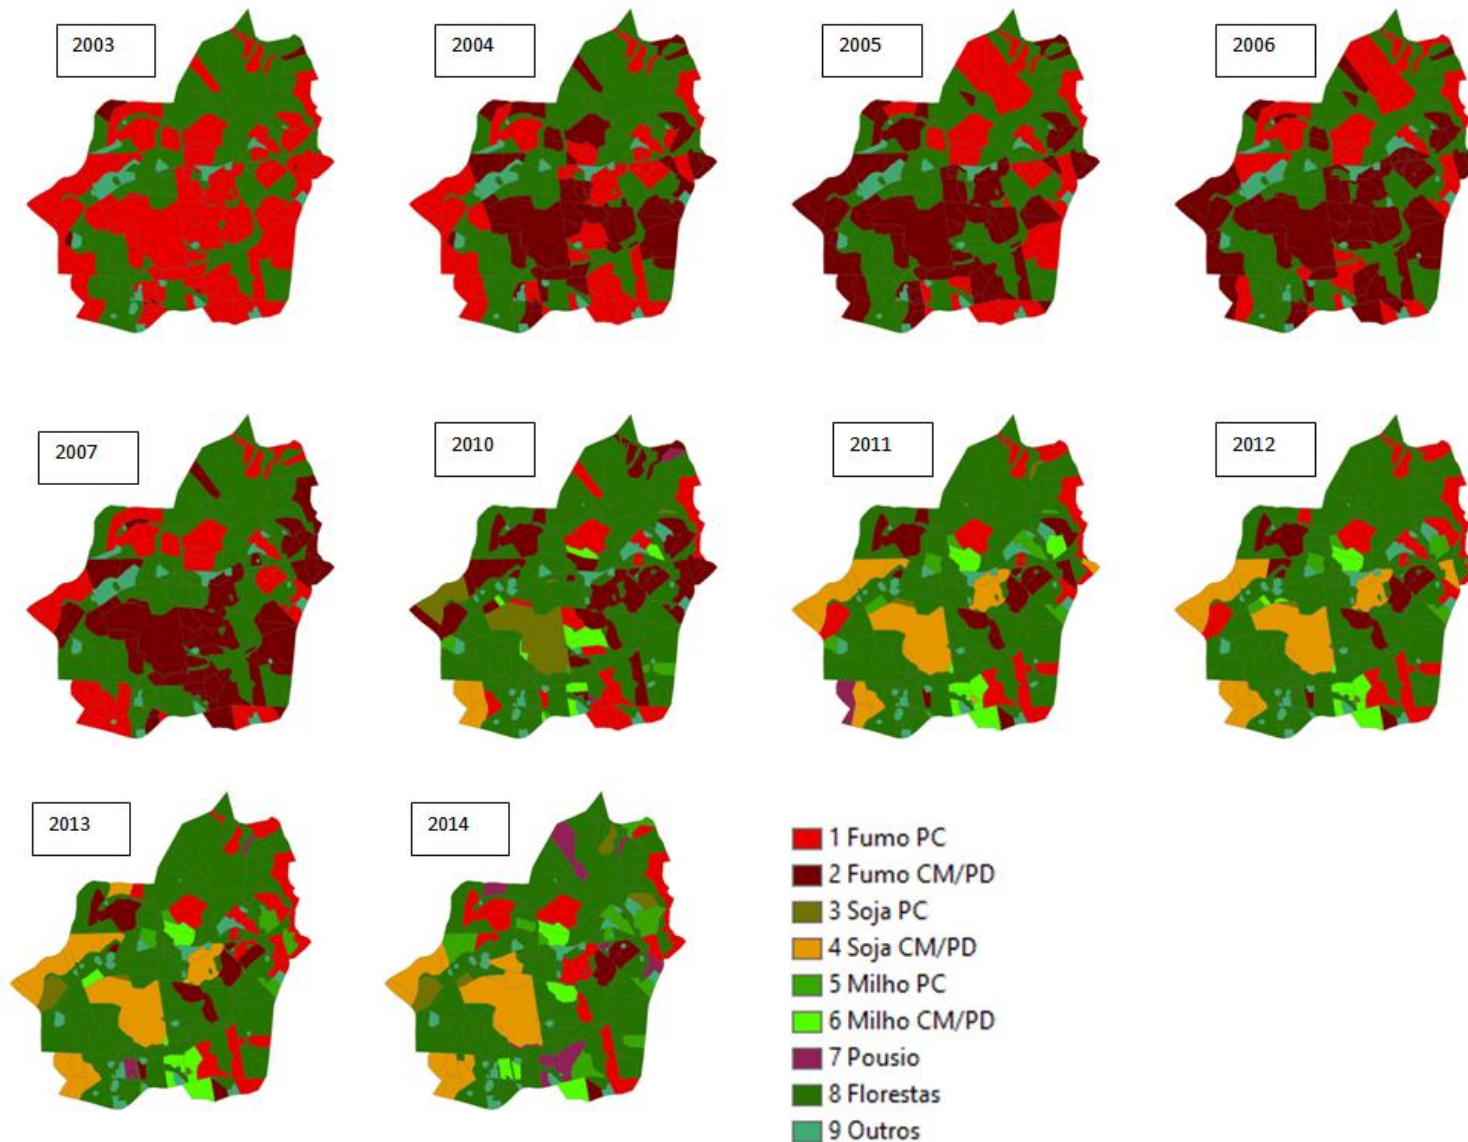 2003
2004
2005
2006
2007
2010
2011
2012
2013
2014
1 Fumo PC
2 Fumo CM/PD
3 Soja PC
4 Soja CM/PD
5 Milho PC
6 Milho CM/PD
7 Pousio
8 Florestas
9 Outros